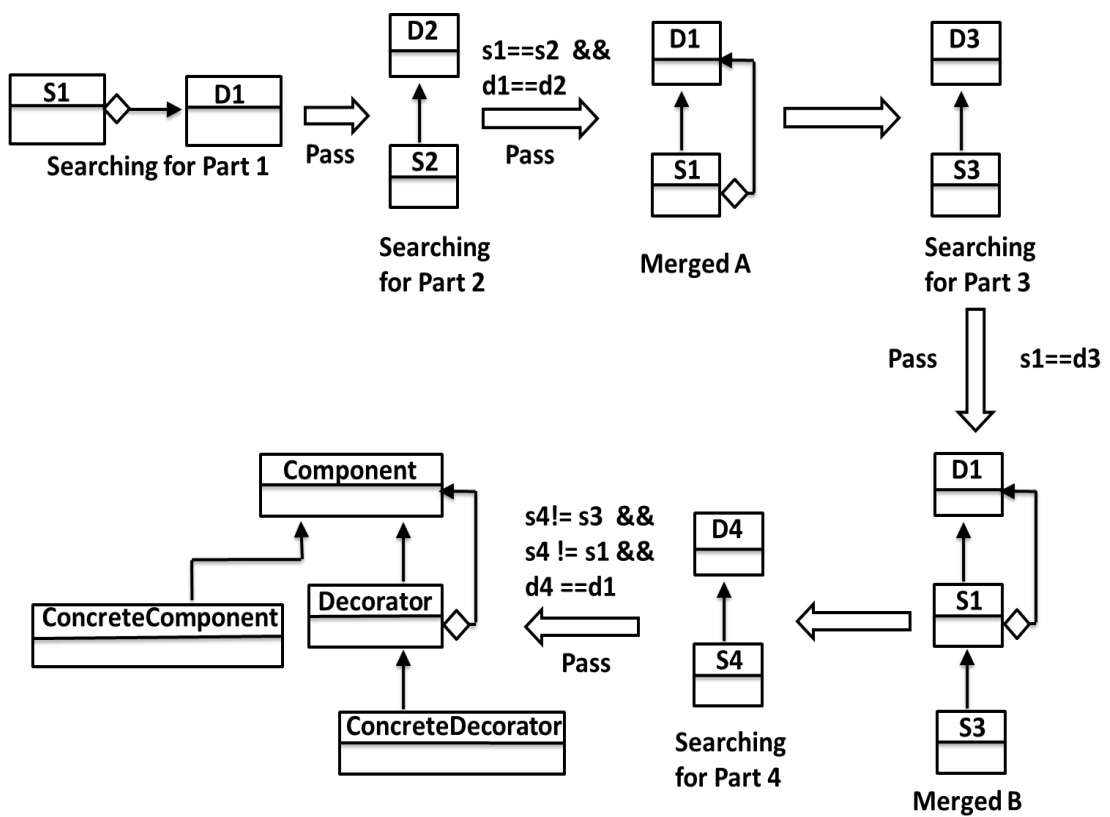 S1
D1
Searching for Part 1
Pass
D2
S2
Searching
for Part 2
s1==s2 &&
d1==d2
Pass
D1
S1
Merged A
D3
S3
Searching
for Part 3
Pass
s1==d3
D1
S1
S3
Merged B
D4
S4
Searching
for Part 4
s4!= s3 &&
s4 != s1 &&
d4 ==d1
Pass
Component
Decorator
ConcreteComponent
ConcreteDecorator